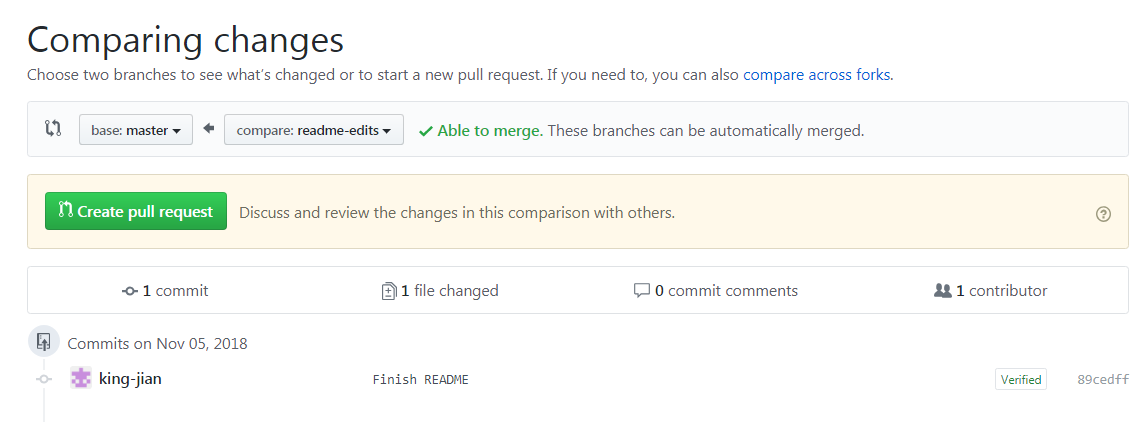 Comparing changes
Choose two branches to see what's changed or to start a new pull request. If you need to, you can also compare across forks.
base: master compare: readme-edits Able to merge. These branches can be automatically merged.
Create pull request Discuss and review the changes in this comparison with others.
1 commit 1 file changed 0 commit comments 1 contributor
Commits on Nov 05, 2018
king-jian Finish README Verified 89cedff